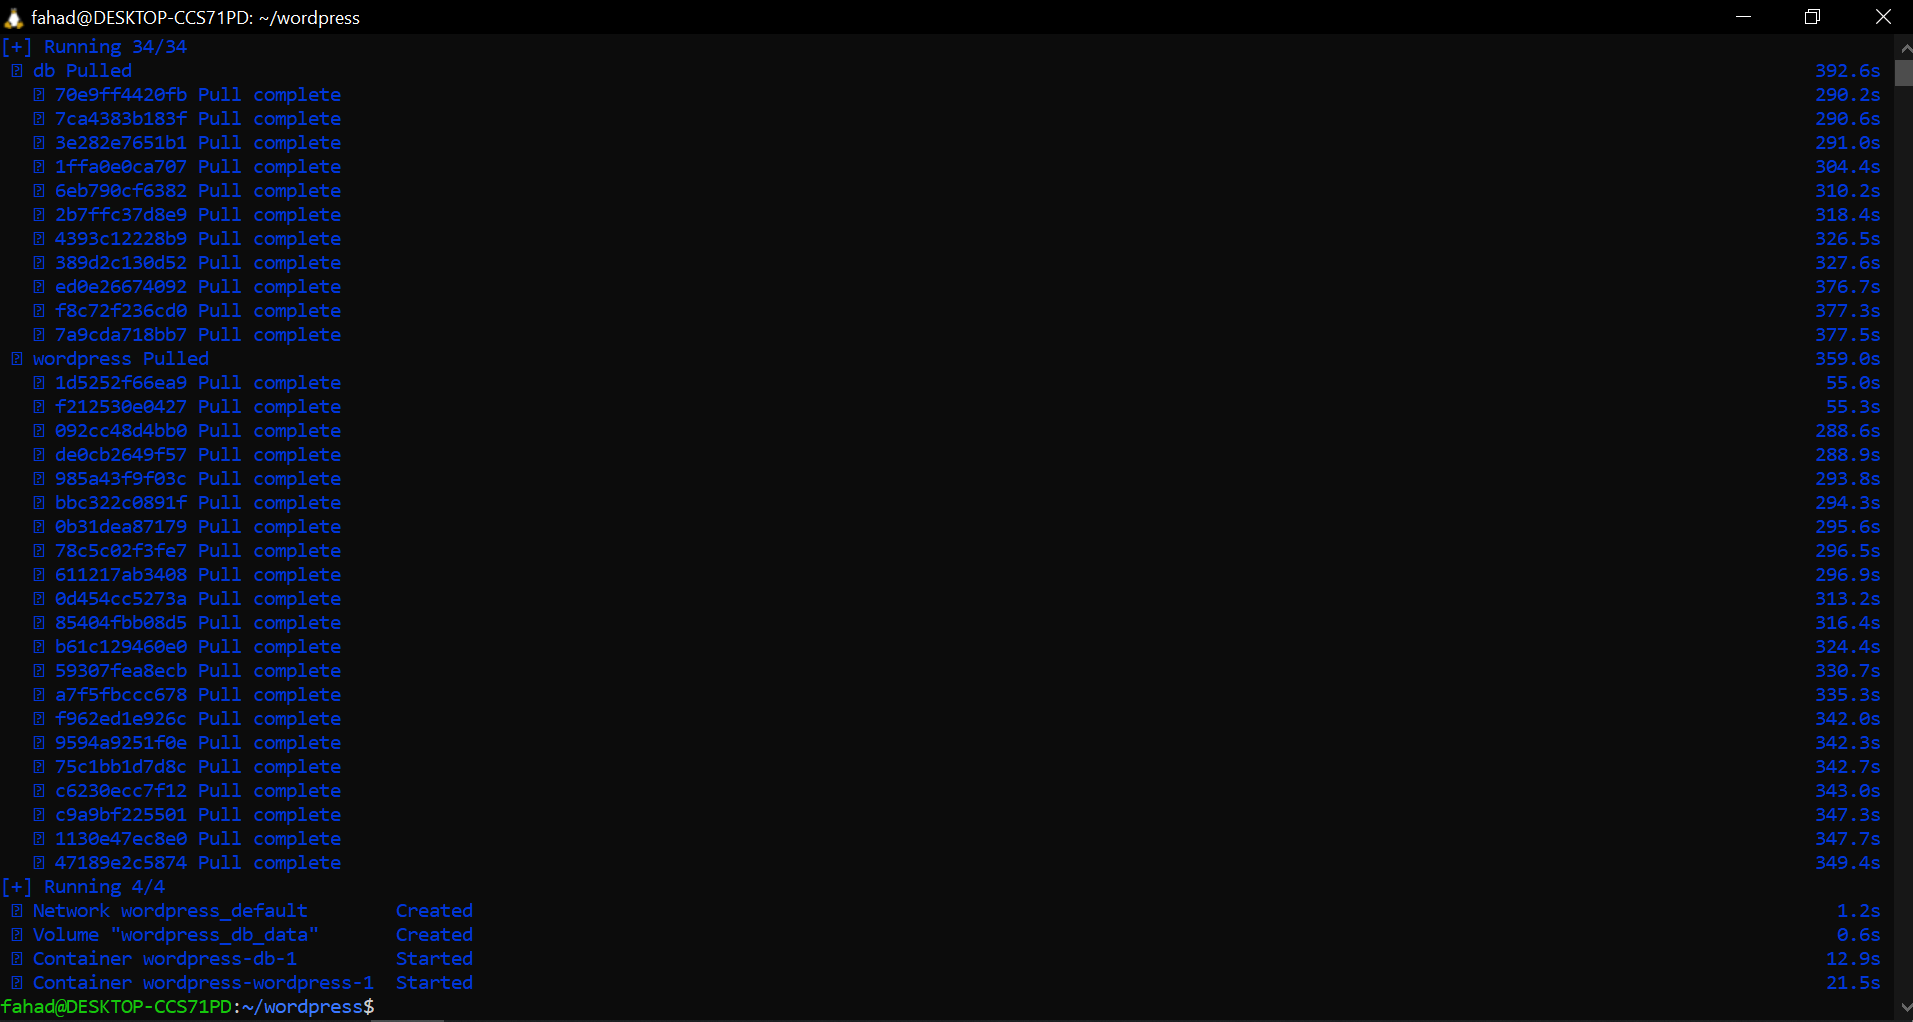 fahad@DESKTOP-CCS71PD: ~/wordpress
[+] Running 34/34
db Pulled 392.6s
70e9ff4420fb Pull complete 290.2s
7ca4383b183f Pull complete 290.6s
3e282e7651b1 Pull complete 291.0s
1ffa0e0ca707 Pull complete 304.4s
6eb790cf6382 Pull complete 310.2s
2b7ffc37d8e9 Pull complete 318.4s
4393c12228b9 Pull complete 326.5s
389d2c130d52 Pull complete 327.6s
ed0e26674092 Pull complete 376.7s
f8c72f236cd0 Pull complete 377.3s
7a9cda718bb7 Pull complete 377.5s
wordpress Pulled 359.0s
1d5252f66ea9 Pull complete 55.0s
f212530e0427 Pull complete 55.3s
092cc48d4bb0 Pull complete 288.6s
de0cb2649f57 Pull complete 288.9s
985a43f9f03c Pull complete 293.8s
bbc322c0891f Pull complete 294.3s
0b31dea87179 Pull complete 295.6s
78c5c02f3fe7 Pull complete 296.5s
611217ab3408 Pull complete 296.9s
0d454cc5273a Pull complete 313.2s
85404fbb08d5 Pull complete 316.4s
b61c129460e0 Pull complete 324.4s
59307fea8ecb Pull complete 330.7s
a7f5fbccc678 Pull complete 335.3s
f962ed1e926c Pull complete 342.0s
9594a9251f0e Pull complete 342.3s
75c1bb1d7d8c Pull complete 342.7s
c6230ecc7f12 Pull complete 343.0s
c9a9bf225501 Pull complete 347.3s
1130e47ec8e0 Pull complete 347.7s
47189e2c5874 Pull complete 349.4s
[+] Running 4/4
Network wordpress_default Created 1.2s
Volume "wordpress_db_data" Created 0.6s
Container wordpress-db-1 Started 12.9s
Container wordpress-wordpress-1 Started 21.5s
fahad@DESKTOP-CCS71PD:~/wordpress$